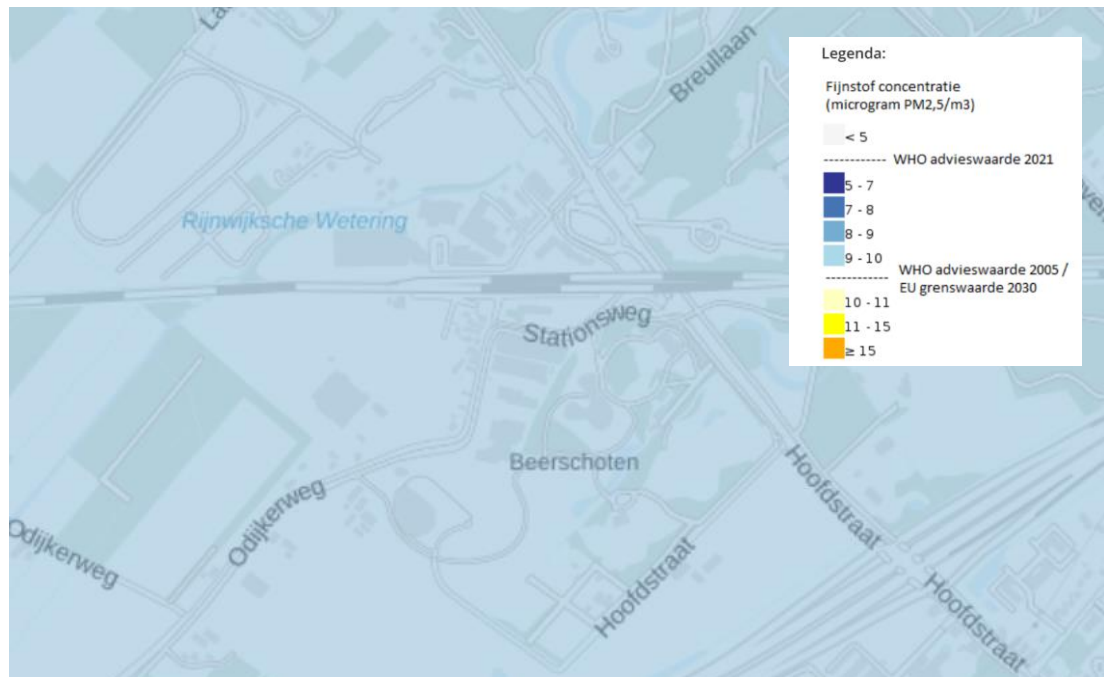 Breullaan
Rijnwijksche Wetering
Stationsweg
Beerschoten
Odijkerweg
Odijkerweg
Hoofdstraat
Hoofdstraat
Hoofdstraat
Legenda:
Fijnstof concentratie
(microgram PM2,5/m3)
< 5
------------ WHO advieswaarde 2021
5 - 7
7 - 8
8 - 9
9 - 10
------------ WHO advieswaarde 2005 /
EU grenswaarde 2030
10 - 11
11 - 15
≥ 15